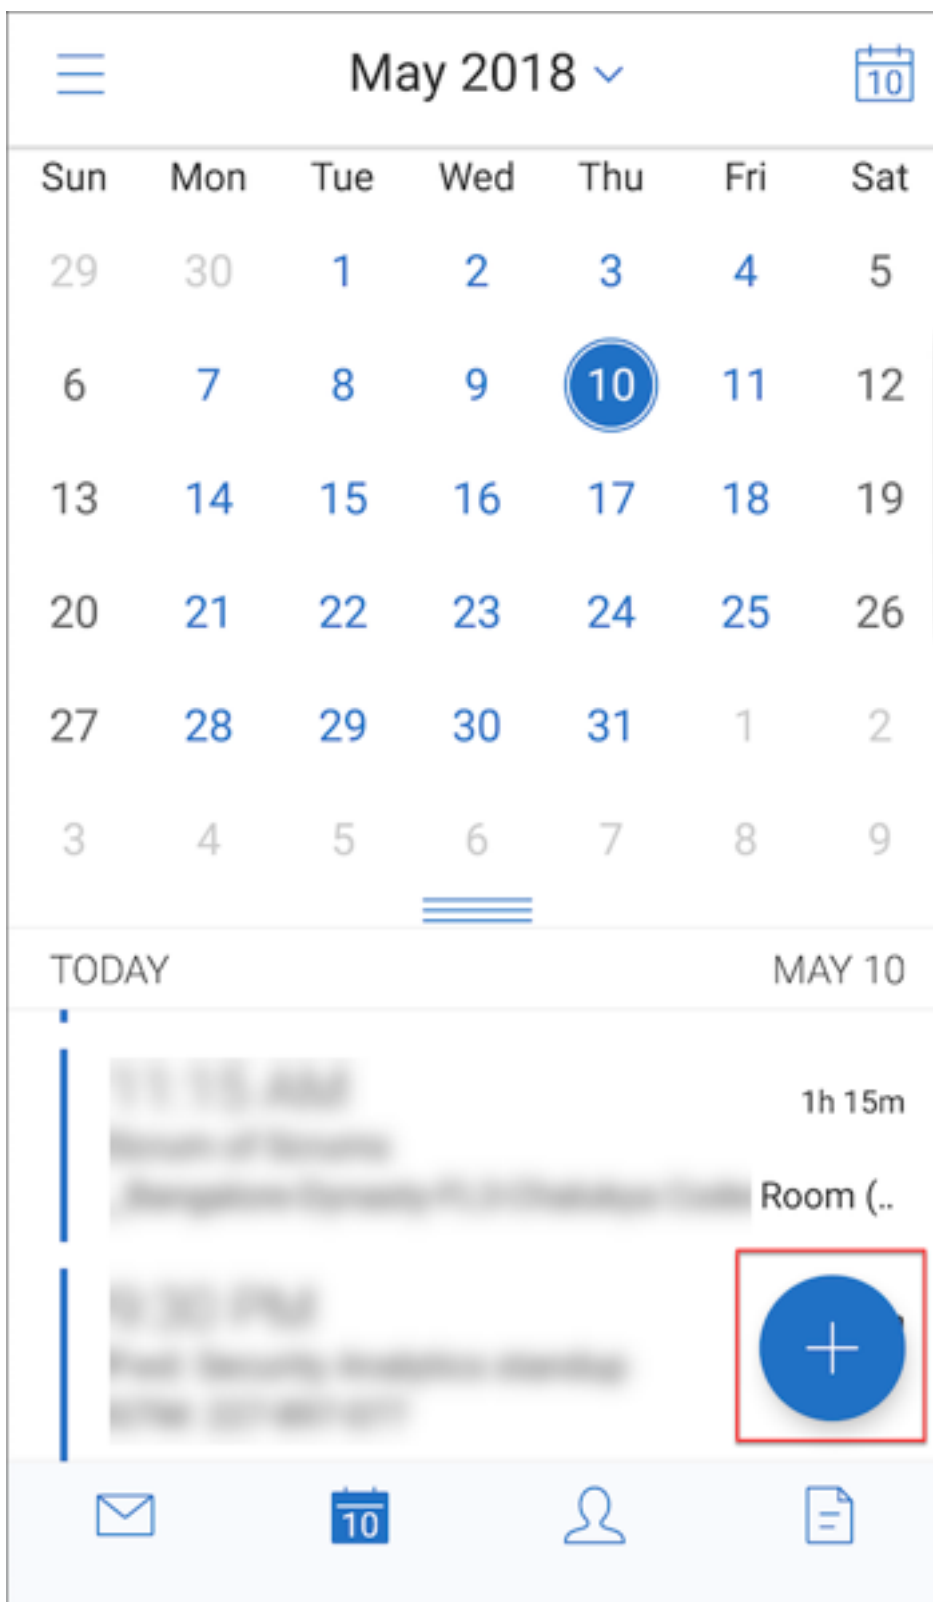 May 2018
10
Sun Mon Tue Wed Thu Fri Sat
29 30 1 2 3 4 5
6 7 8 9 10 11 12
13 14 15 16 17 18 19
20 21 22 23 24 25 26
27 28 29 30 31 1 2
3 4 5 6 7 8 9
TODAY MAY 10
1h 15m
Room (..
10